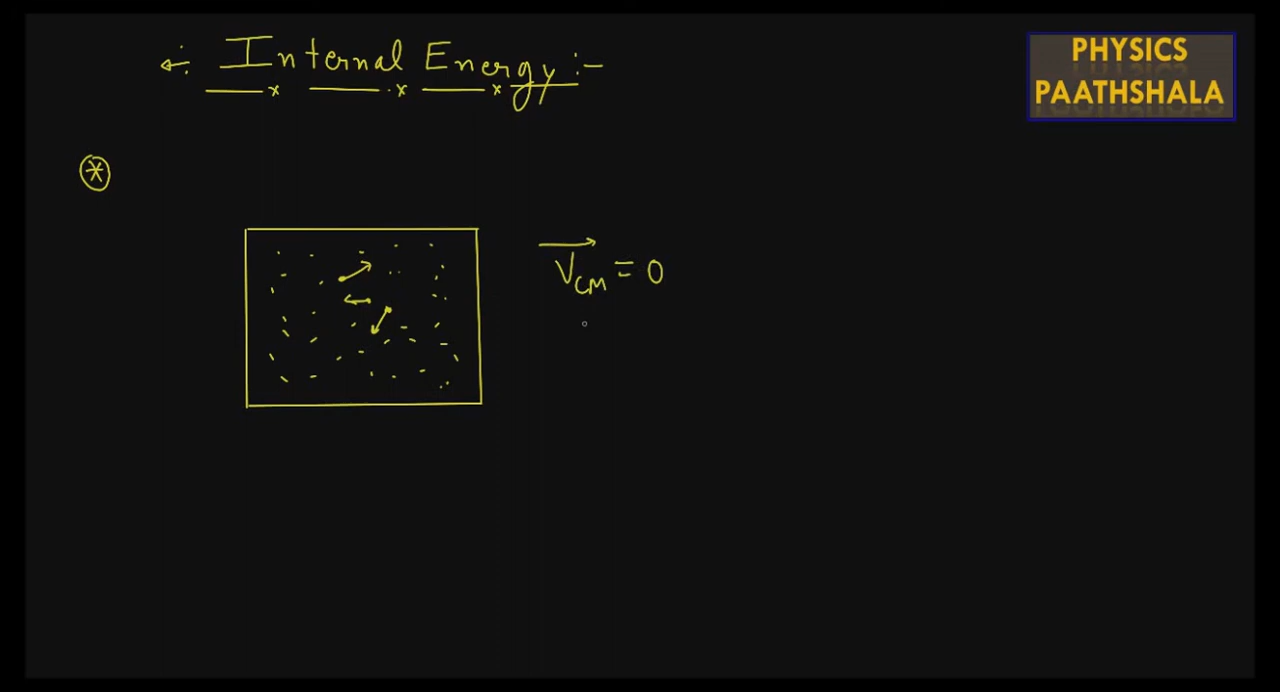 Internal Energy :-
PHYSICS
PAATHSHALA
V_CM = 0